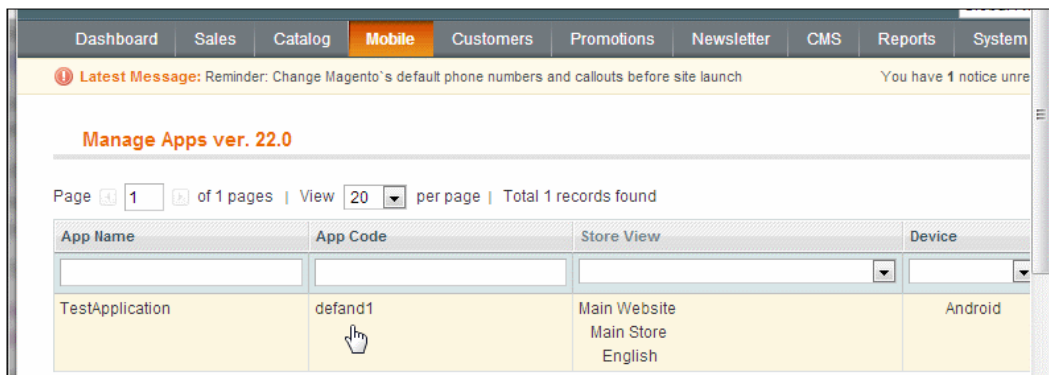 Dashboard Sales Catalog Mobile Customers Promotions Newsletter CMS Reports System
Latest Message: Reminder: Change Magento`s default phone numbers and callouts before site launch You have 1 notice unre
Manage Apps ver. 22.0
Page 1 of 1 pages | View 20 per page | Total 1 records found
App Name App Code Store View Device
TestApplication defand1 Main Website Android
Main Store
English